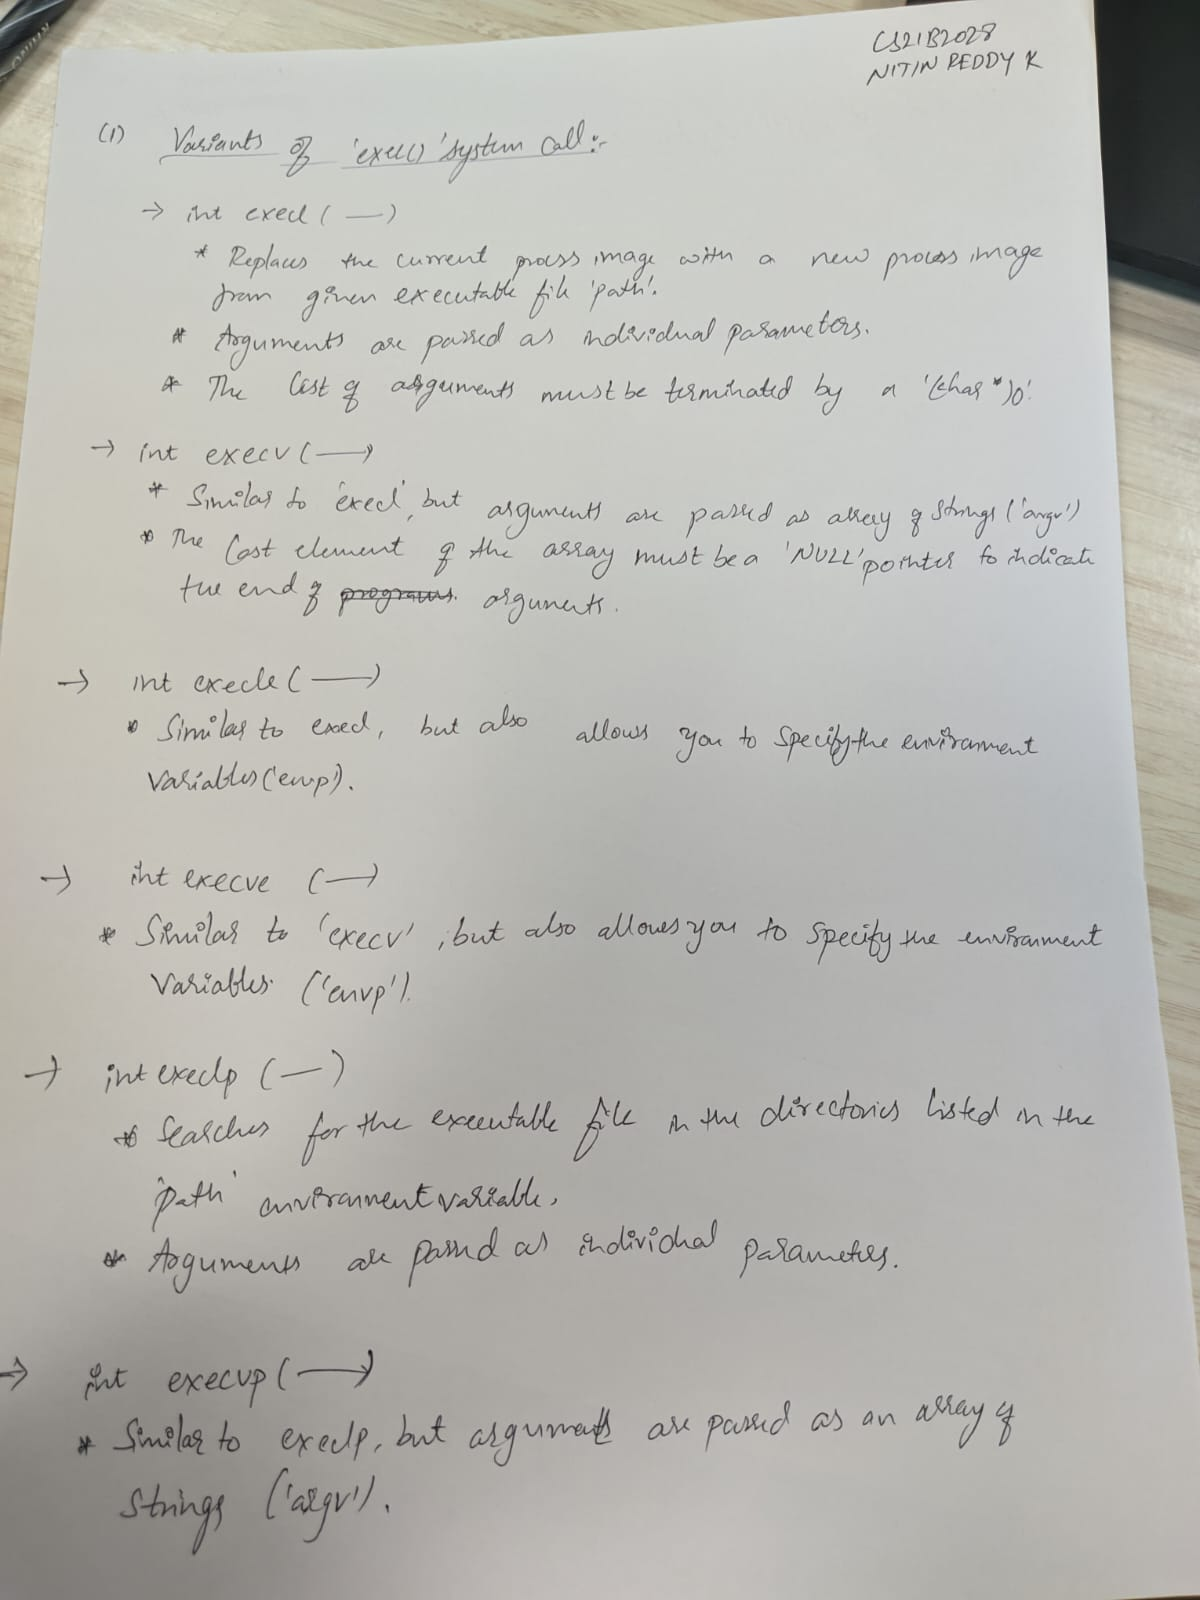 CS21B2028
NITIN REDDY K
(1) Variants of 'exec()' system call:-
→ int execl ( — )
* Replaces the current process image with a new process image
from given executable file 'path'.
* Arguments are passed as individual parameters.
* The list of arguments must be terminated by a '(char *)0'.
→ int execv ( — )
* Similar to 'execl', but arguments are passed as array of strings ('argv')
* The last element of the array must be a 'NULL' pointer to indicate
the end of programs. arguments.
→ int execle ( — )
* Similar to execl, but also allows you to specify the environment
variables ('envp').
→ int execve ( — )
* Similar to 'execv', but also allows you to specify the environment
variables. ('envp').
→ int execlp ( — )
* Searches for the executable file in the directories listed in the
'path' environment variable.
* Arguments are passed as individual parameters.
→ int execvp ( — )
* Similar to execlp, but arguments are passed as an array of
strings ('argv').